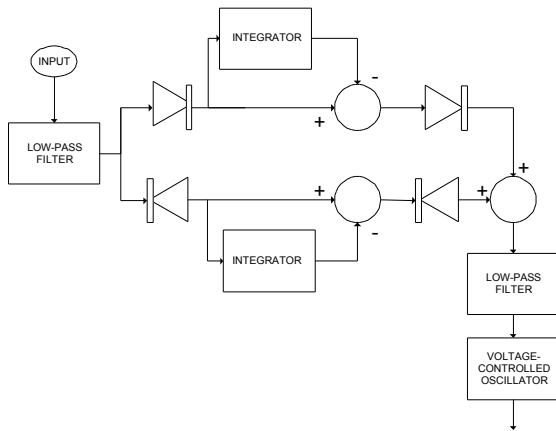 INPUT
INTEGRATOR
-
+
LOW-PASS
FILTER
+
+
+
-
INTEGRATOR
LOW-PASS
FILTER
VOLTAGE-
CONTROLLED
OSCILLATOR